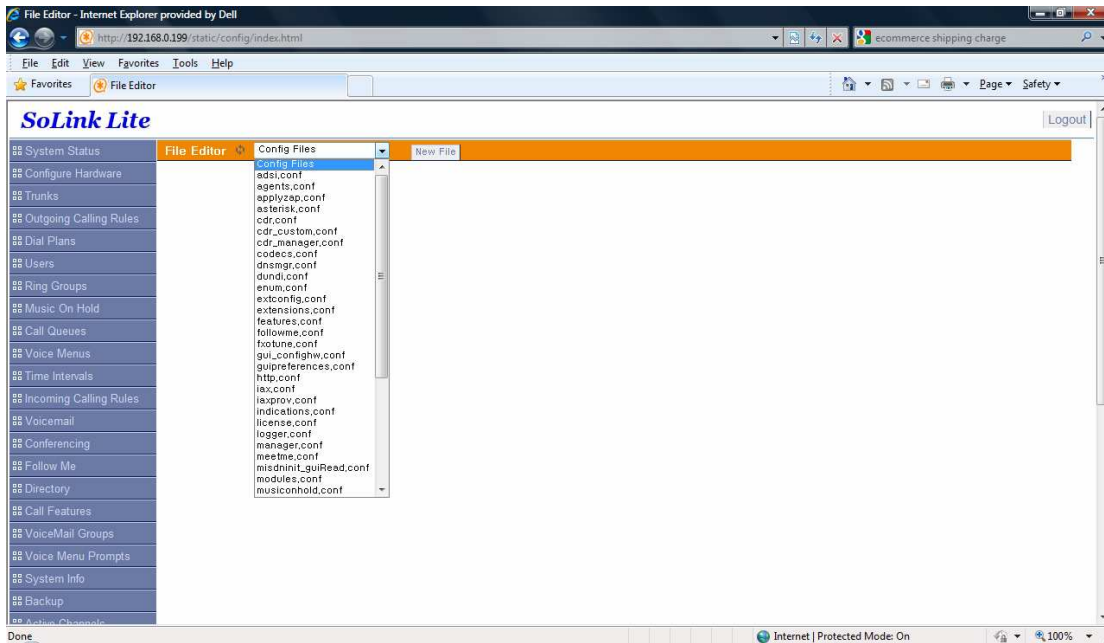 File Editor - Internet Explorer provided by Dell
http://192.168.0.199/static/config/index.html
ecommerce shipping charge
File Edit View Favorites Tools Help
Favorites File Editor
Page Safety
SoLink Lite
Logout
System Status
Configure Hardware
Trunks
Outgoing Calling Rules
Dial Plans
Users
Ring Groups
Music On Hold
Call Queues
Voice Menus
Time Intervals
Incoming Calling Rules
Voicemail
Conferencing
Follow Me
Directory
Call Features
VoiceMail Groups
Voice Menu Prompts
System Info
Backup
Active Channels
File Editor
Config Files
New File
Config Files
adsi.conf
agents.conf
applyzap.conf
asterisk.conf
cdr.conf
cdr_custom.conf
cdr_manager.conf
codecs.conf
dnsmgr.conf
dundi.conf
enum.conf
extconfig.conf
extensions.conf
features.conf
followme.conf
fxotune.conf
gui_confighw.conf
guipreferences.conf
http.conf
iax.conf
iaxprov.conf
indications.conf
license.conf
logger.conf
manager.conf
meetme.conf
misdninit_guiRead.conf
modules.conf
musiconhold.conf
Done
Internet | Protected Mode: On
100%